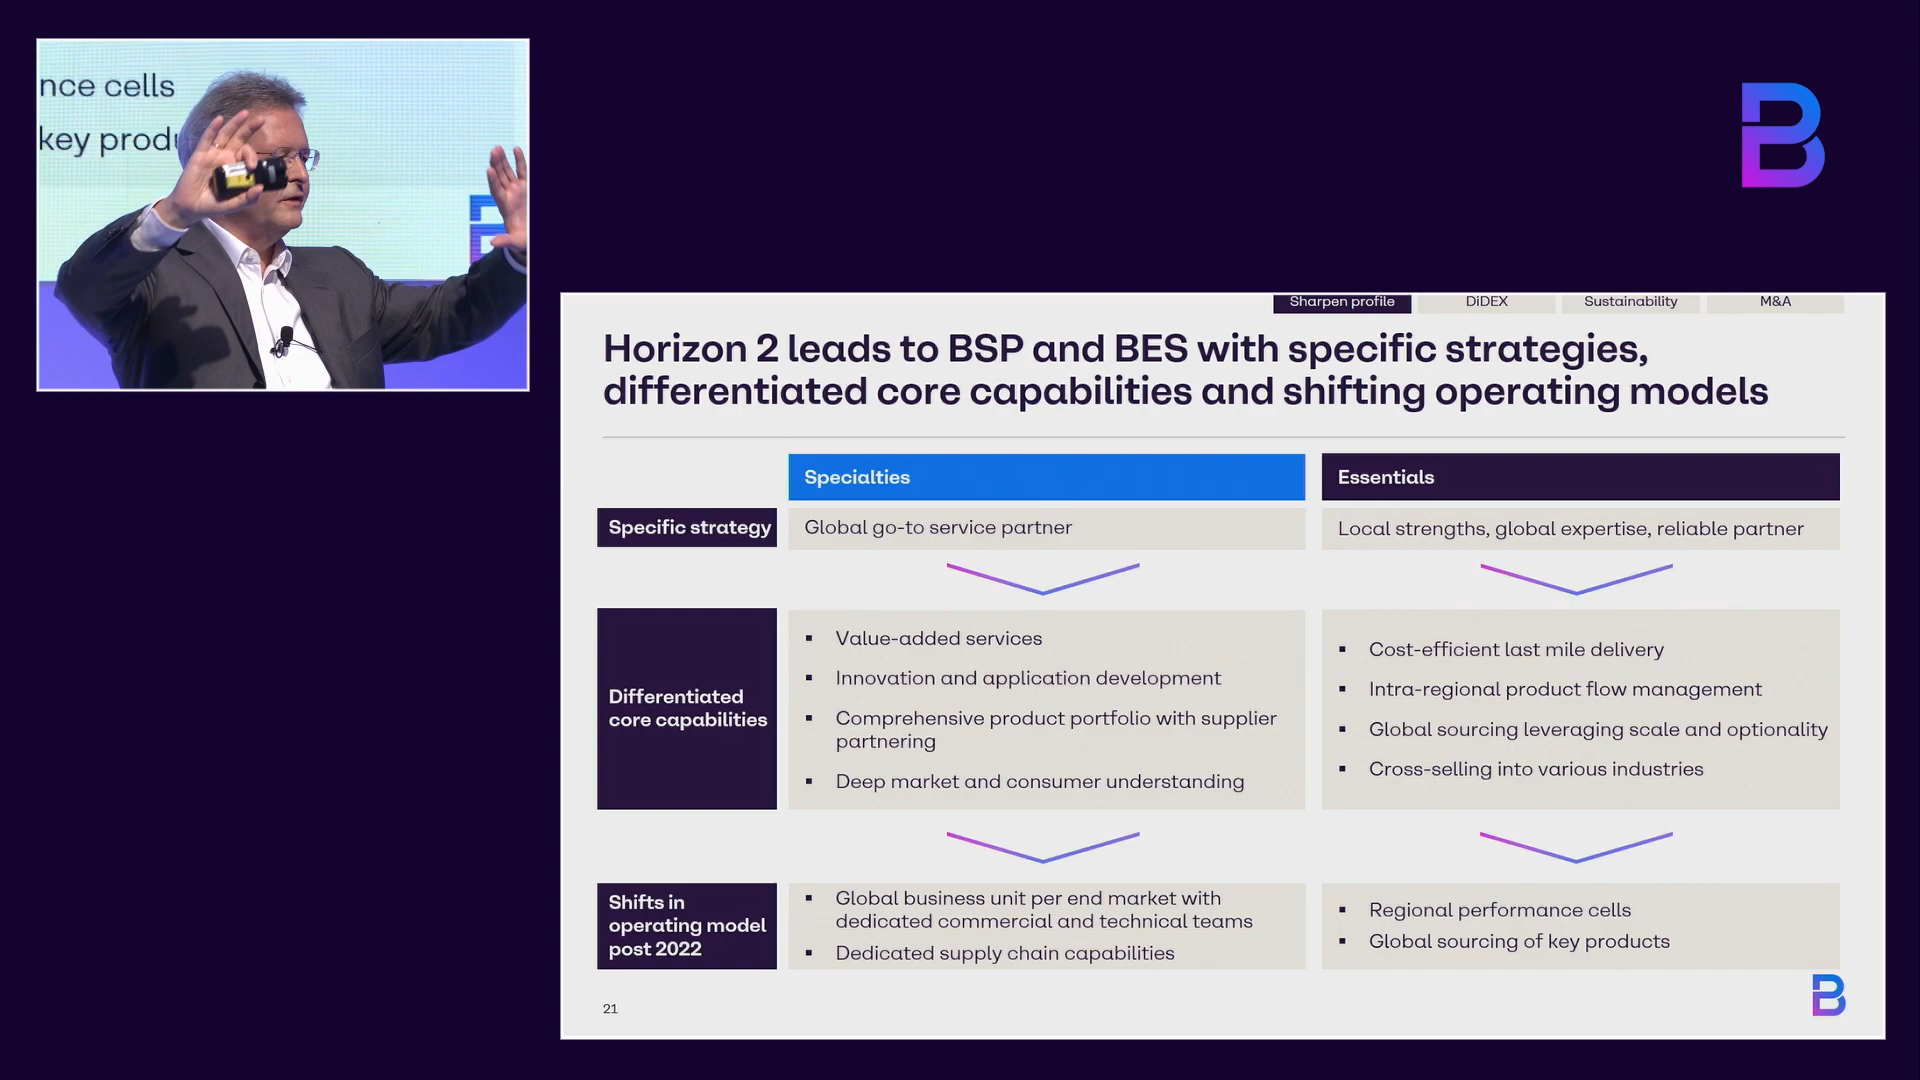 nce cells
key produ
Sharpen profile
DiDEX
Sustainability
M&A
Horizon 2 leads to BSP and BES with specific strategies,
differentiated core capabilities and shifting operating models
Specialties
Essentials
Specific strategy
Global go-to service partner
Local strengths, global expertise, reliable partner
Differentiated
core capabilities
▪ Value-added services
▪ Innovation and application development
▪ Comprehensive product portfolio with supplier
partnering
▪ Deep market and consumer understanding
▪ Cost-efficient last mile delivery
▪ Intra-regional product flow management
▪ Global sourcing leveraging scale and optionality
▪ Cross-selling into various industries
Shifts in
operating model
post 2022
▪ Global business unit per end market with
dedicated commercial and technical teams
▪ Dedicated supply chain capabilities
▪ Regional performance cells
▪ Global sourcing of key products
21